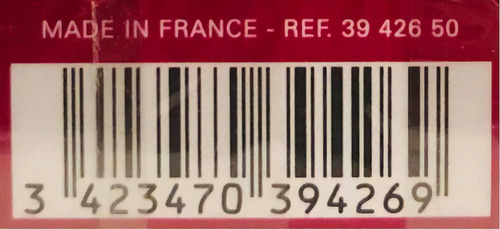 MADE IN FRANCE - REF. 39 426 50
3 423470 394269